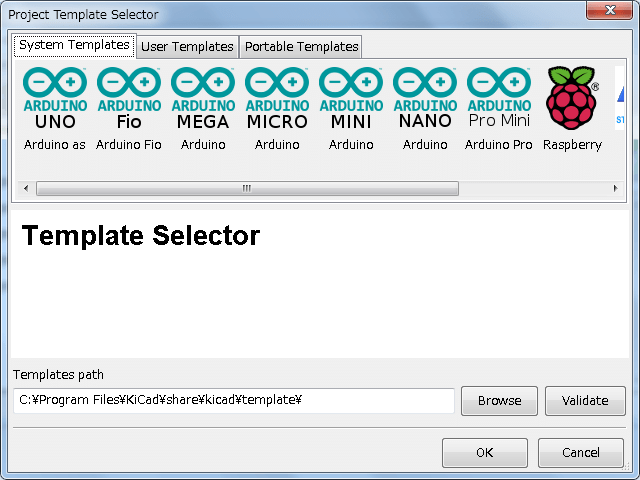 Project Template Selector
System Templates User Templates Portable Templates
ARDUINO ARDUINO ARDUINO ARDUINO ARDUINO ARDUINO ARDUINO
UNO Fio MEGA MICRO MINI NANO Pro Mini
Arduino as Arduino Fio Arduino Arduino Arduino Arduino Arduino Pro Raspberry
Template Selector
Templates path
C:¥Program Files¥KiCad¥share¥kicad¥template¥ Browse Validate
OK Cancel